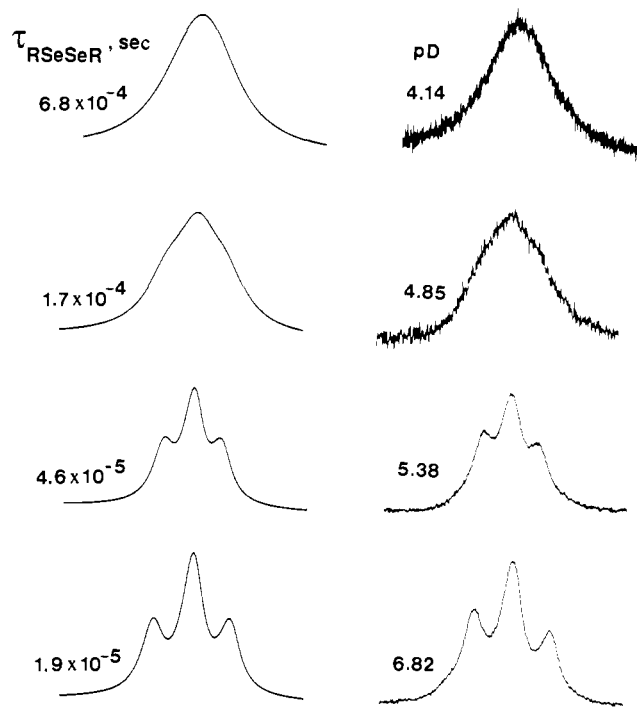 τ_RSeSeR, sec
pD
6.8 x 10⁻⁴
4.14
1.7 x 10⁻⁴
4.85
4.6 x 10⁻⁵
5.38
1.9 x 10⁻⁵
6.82